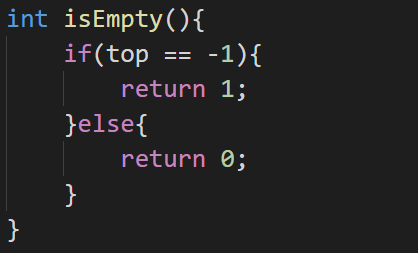 int isEmpty(){
    if(top == -1){
        return 1;
    }else{
        return 0;
    }
}